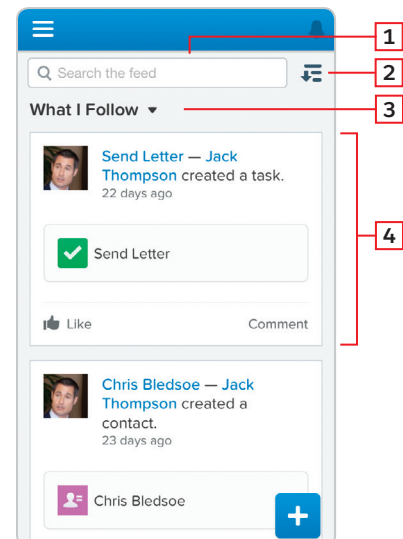 1
Search the feed
2
What I Follow
3
Send Letter — Jack
Thompson created a task.
22 days ago
4
Send Letter
Like Comment
Chris Bledsoe — Jack
Thompson created a
contact.
23 days ago
Chris Bledsoe
+